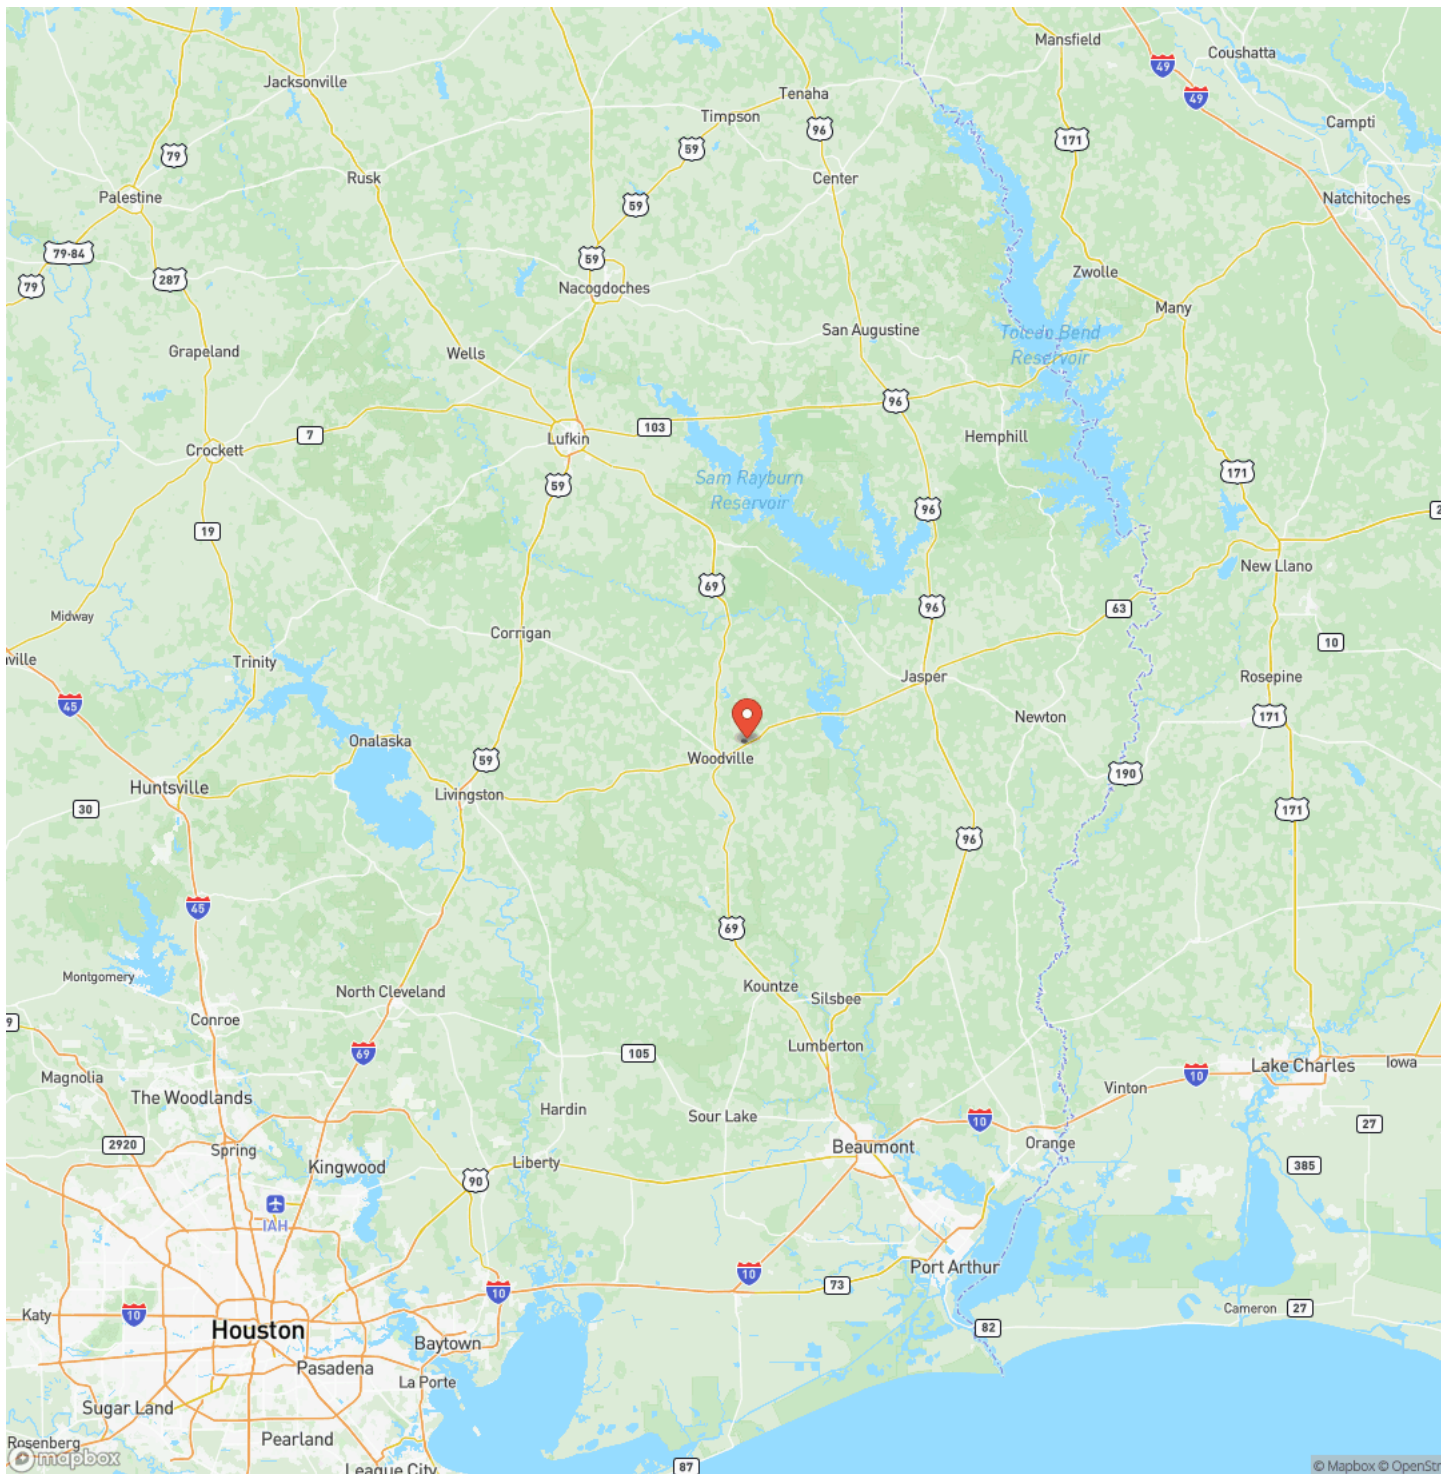 Mansfield
Coushatta
49
Jacksonville
49
Tenaha
Timpson
96
Campti
171
59
79
Rusk
Center
Palestine
Natchitoches
59
79-84
59
287
Zwolle
79
Nacogdoches
Many
San Augustine
Toledo Bend
Reservoir
Grapeland
Wells
96
103
7
Lufkin
Hemphill
Crockett
171
Sam Rayburn
Reservoir
59
96
19
New Llano
69
96
63
Midway
Corrigan
10
Trinity
Jasper
Rosepine
45
171
Newton
Onalaska
Woodville
59
190
Huntsville
Livingston
30
171
96
45
69
Montgomery
Kountze
North Cleveland
Silsbee
Conroe
9
Lumberton
105
69
Lake Charles
Iowa
Magnolia
10
Vinton
The Woodlands
Hardin
Sour Lake
10
27
2920
Spring
Beaumont
Orange
Kingwood
Liberty
385
90
IAH
Port Arthur
10
73
10
Katy
10
Cameron
27
Houston
82
Baytown
Pasadena
La Porte
Sugar Land
Pearland
Rosenberg
mapbox
87
League City
© Mapbox © OpenStr